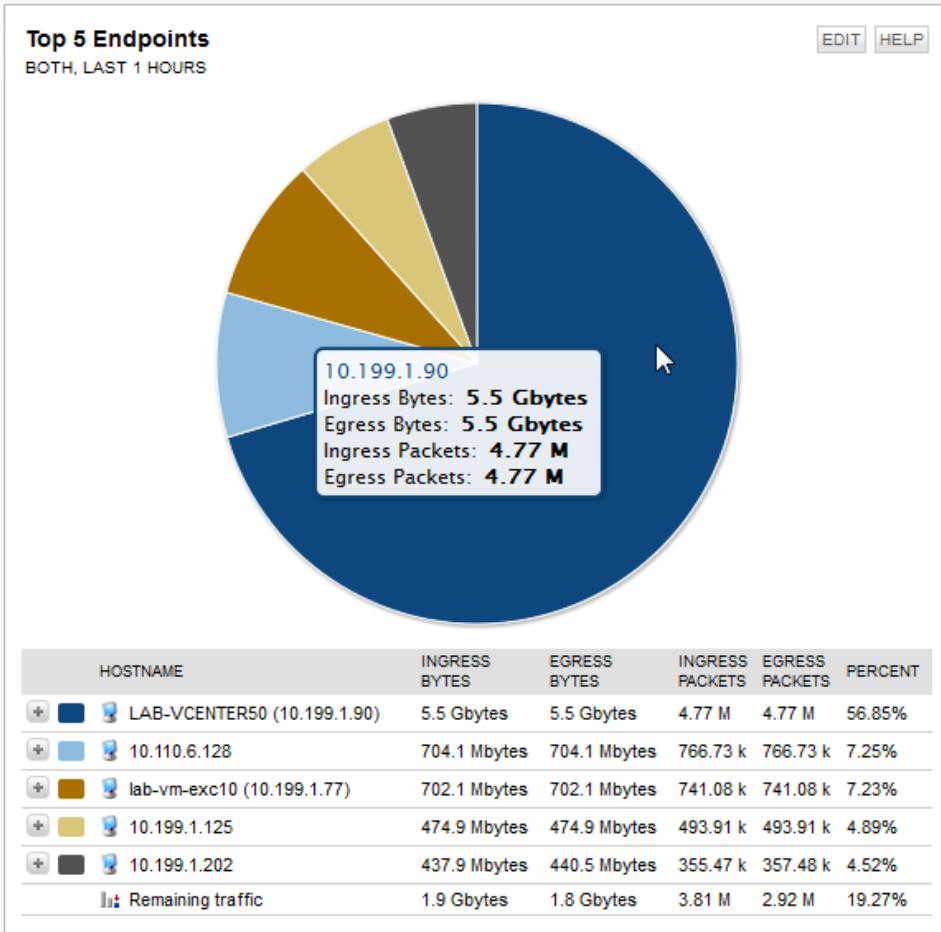 Top 5 Endpoints
EDIT HELP
BOTH, LAST 1 HOURS
10.199.1.90
Ingress Bytes: 5.5 Gbytes
Egress Bytes: 5.5 Gbytes
Ingress Packets: 4.77 M
Egress Packets: 4.77 M
HOSTNAME INGRESS BYTES EGRESS BYTES INGRESS PACKETS EGRESS PACKETS PERCENT
LAB-VCENTER50 (10.199.1.90) 5.5 Gbytes 5.5 Gbytes 4.77 M 4.77 M 56.85%
10.110.6.128 704.1 Mbytes 704.1 Mbytes 766.73 k 766.73 k 7.25%
lab-vm-exc10 (10.199.1.77) 702.1 Mbytes 702.1 Mbytes 741.08 k 741.08 k 7.23%
10.199.1.125 474.9 Mbytes 474.9 Mbytes 493.91 k 493.91 k 4.89%
10.199.1.202 437.9 Mbytes 440.5 Mbytes 355.47 k 357.48 k 4.52%
Remaining traffic 1.9 Gbytes 1.8 Gbytes 3.81 M 2.92 M 19.27%